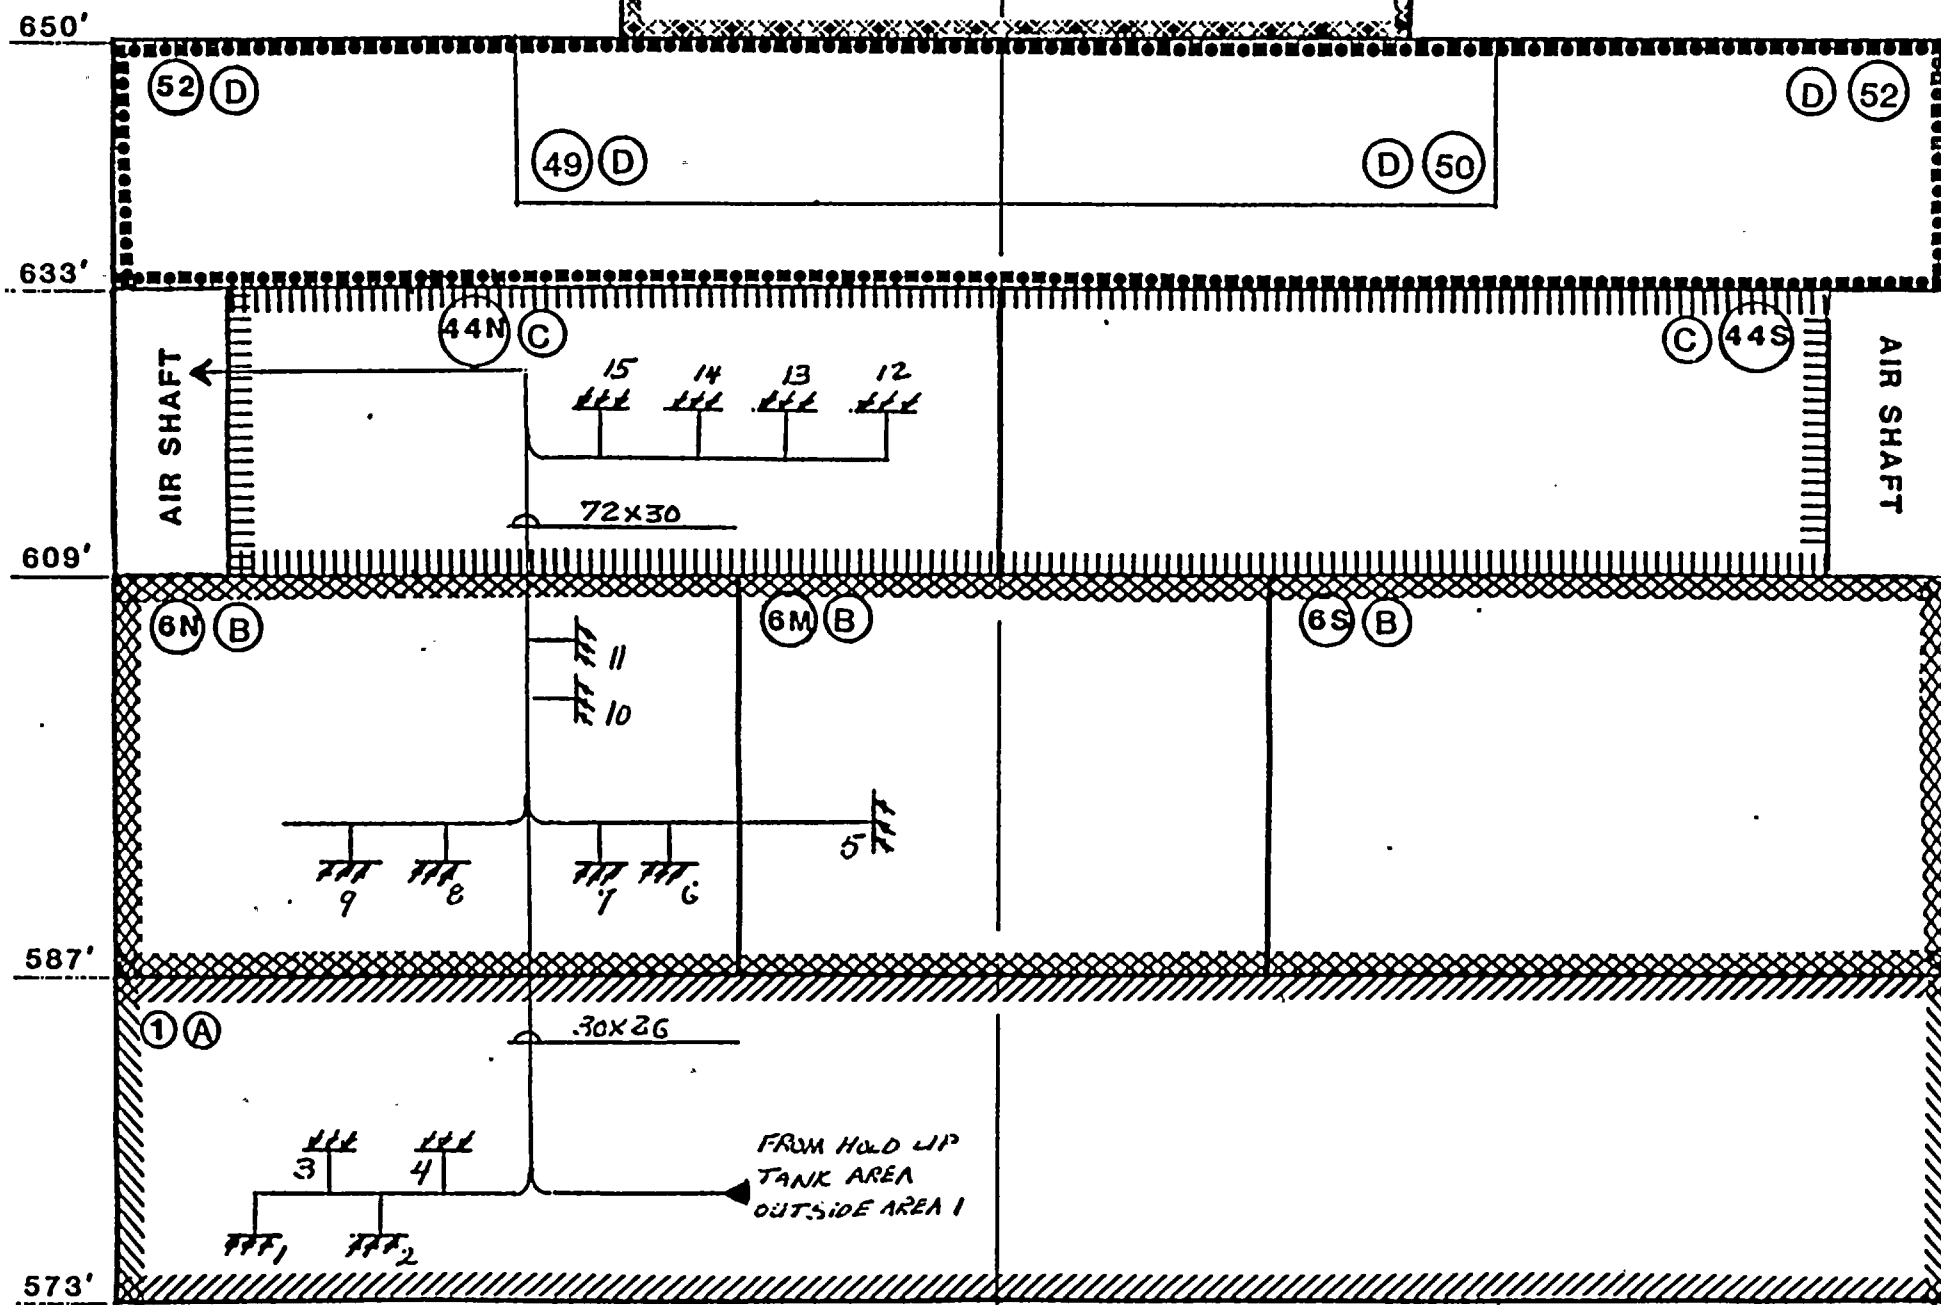 650'
52 D
D 52
49 D
D 50
633'
44N C
C 44S
15 14 13 12
AIR SHAFT
AIR SHAFT
72X30
609'
6N B
6M B
6S B
11
10
5
9 8 7 6
587'
1 A
30X26
3 4
FROM HOLD UP
TANK AREA
OUTSIDE AREA 1
1 2
573'